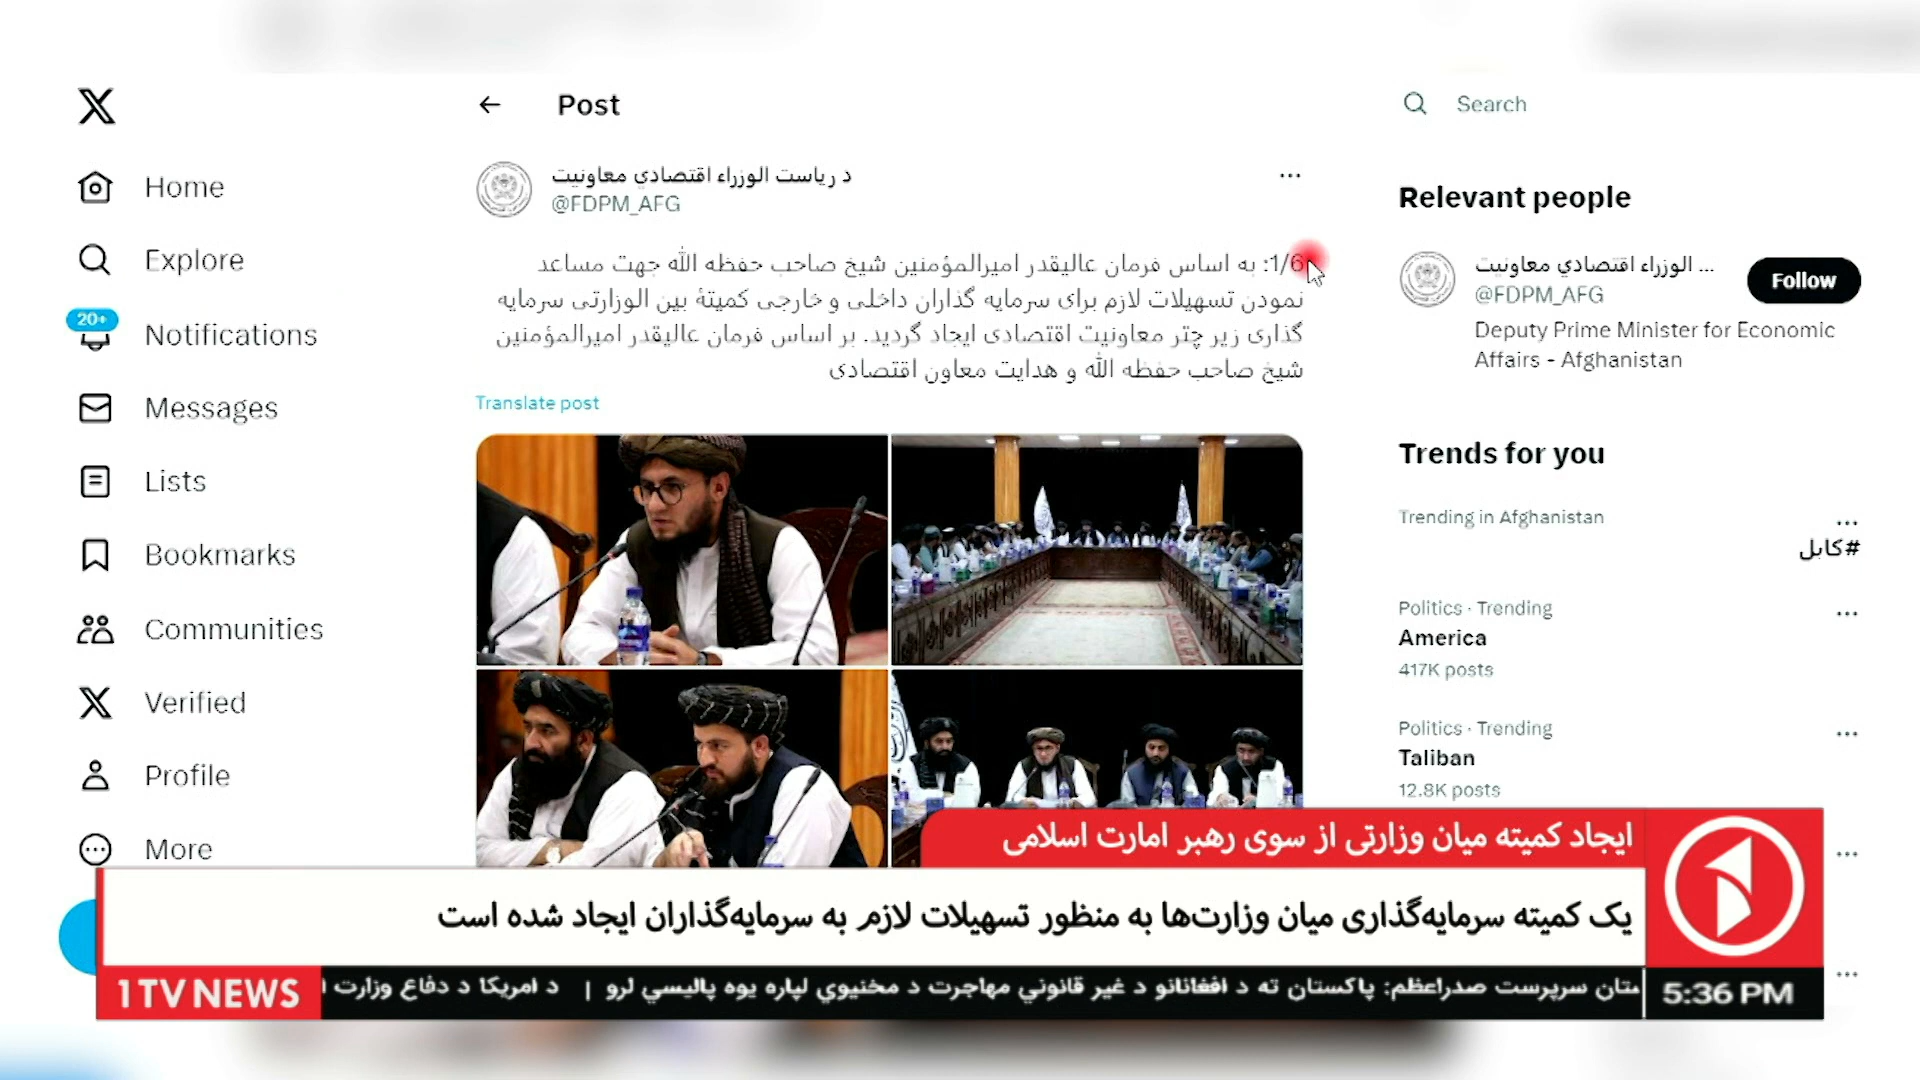 Home
Explore
20+
Notifications
Messages
Lists
Bookmarks
Communities
Verified
Profile
More
Post
د ریاست الوزراء اقتصادي معاونیت
@FDPM_AFG
1/6: به اساس فرمان عالیقدر امیرالمؤمنین شیخ صاحب حفظه الله جهت مساعد
نمودن تسهیلات لازم برای سرمایه گذاران داخلی و خارجی کمیتهٔ بین الوزارتی سرمایه
گذاری زیر چتر معاونیت اقتصادی ایجاد گردید. بر اساس فرمان عالیقدر امیرالمؤمنین
شیخ صاحب حفظه الله و هدایت معاون اقتصادی
Translate post
Search
Relevant people
الوزراء اقتصادي معاونیت ...
@FDPM_AFG
Follow
Deputy Prime Minister for Economic
Affairs - Afghanistan
Trends for you
Trending in Afghanistan
#کابل
Politics · Trending
America
417K posts
Politics · Trending
Taliban
12.8K posts
ایجاد کمیته میان وزارتی از سوی رهبر امارت اسلامی
یک کمیته سرمایه‌گذاری میان وزارت‌ها به منظور تسهیلات لازم به سرمایه‌گذاران ایجاد شده است
1TV NEWS
ستان سرپرست صدراعظم: پاکستان ته د افغانانو د غیر قانوني مهاجرت د مخنیوي لپاره یوه پالیسي لرو | د امریکا د دفاع وزارت
5:36 PM